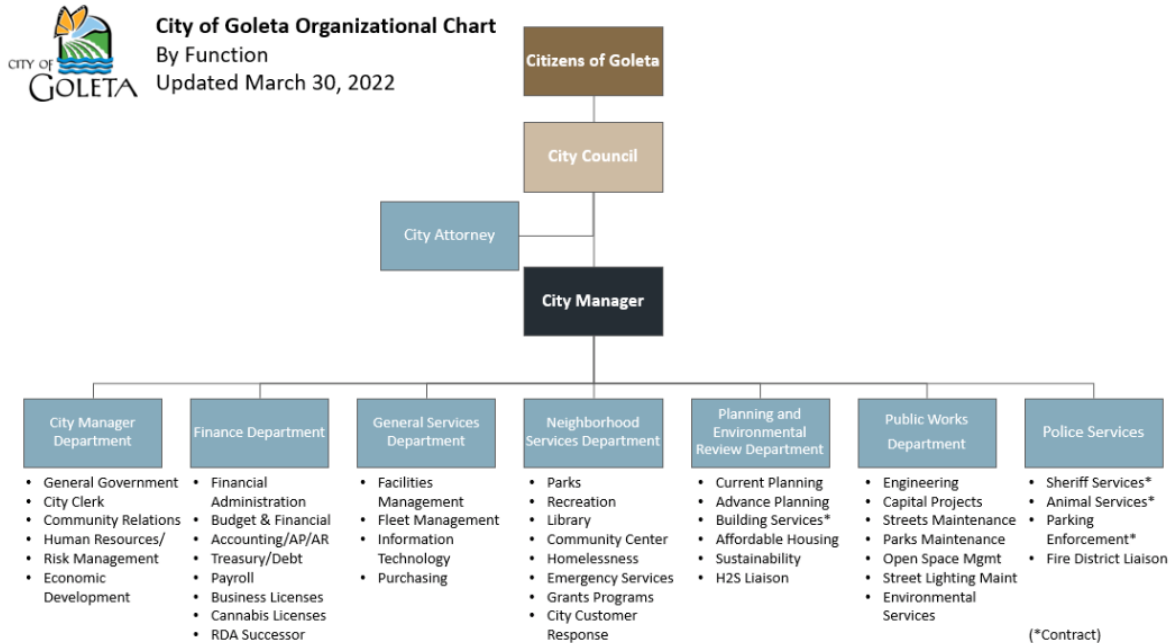 CITY OF
GOLETA
City of Goleta Organizational Chart
By Function
Updated March 30, 2022
Citizens of Goleta
City Council
City Attorney
City Manager
City Manager
Department
• General Government
• City Clerk
• Community Relations
• Human Resources/
• Risk Management
• Economic
Development
Finance Department
• Financial
Administration
• Budget & Financial
• Accounting/AP/AR
• Treasury/Debt
• Payroll
• Business Licenses
• Cannabis Licenses
• RDA Successor
General Services
Department
• Facilities
Management
• Fleet Management
• Information
Technology
• Purchasing
Neighborhood
Services Department
• Parks
• Recreation
• Library
• Community Center
• Homelessness
• Emergency Services
• Grants Programs
• City Customer
Response
Planning and
Environmental
Review Department
• Current Planning
• Advance Planning
• Building Services*
• Affordable Housing
• Sustainability
• H2S Liaison
Public Works
Department
• Engineering
• Capital Projects
• Streets Maintenance
• Parks Maintenance
• Open Space Mgmt
• Street Lighting Maint
• Environmental
Services
Police Services
• Sheriff Services*
• Animal Services*
• Parking
Enforcement*
• Fire District Liaison
(*Contract)